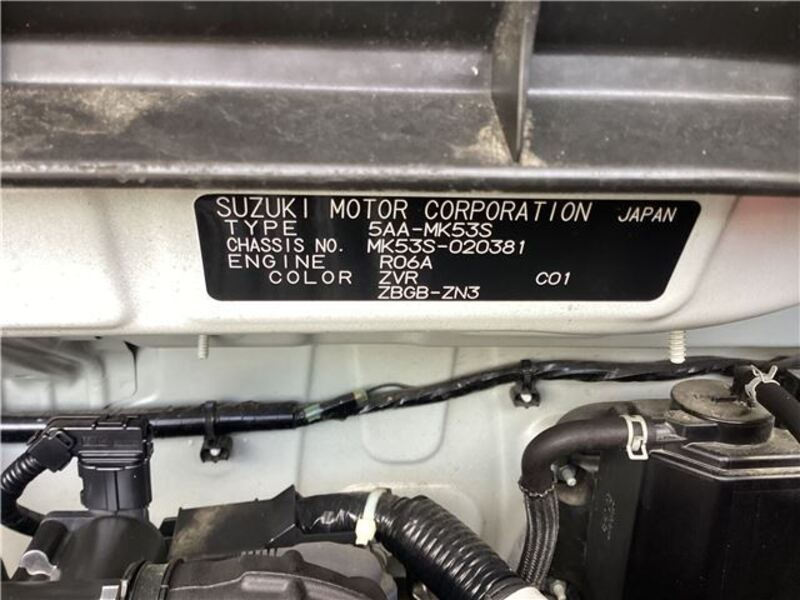 SUZUKI MOTOR CORPORATION JAPAN
TYPE 5AA-MK53S
CHASSIS NO. MK53S-020381
ENGINE R06A
COLOR ZVR C01
ZBGB-ZN3